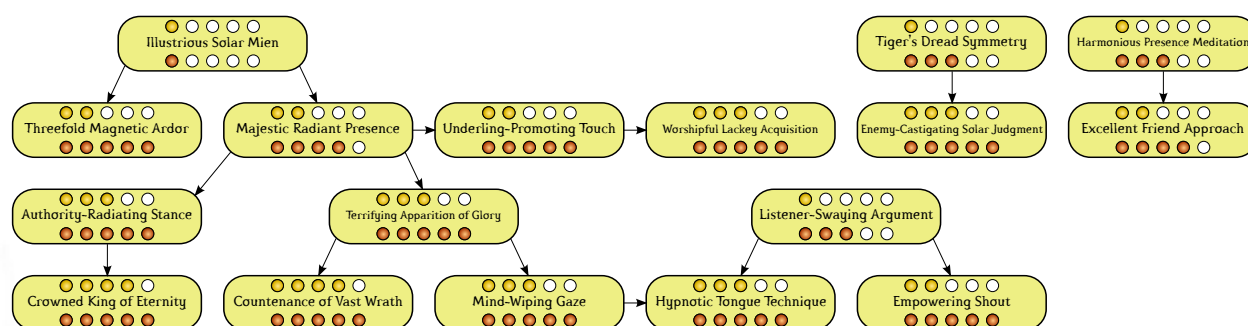 Illustrious Solar Mien
Tiger's Dread Symmetry
Harmonious Presence Meditation
Threefold Magnetic Ardor
Majestic Radiant Presence
Underling-Promoting Touch
Worshipful Lackey Acquisition
Enemy-Castigating Solar Judgment
Excellent Friend Approach
Authority-Radiating Stance
Terrifying Apparition of Glory
Listener-Swaying Argument
Crowned King of Eternity
Countenance of Vast Wrath
Mind-Wiping Gaze
Hypnotic Tongue Technique
Empowering Shout